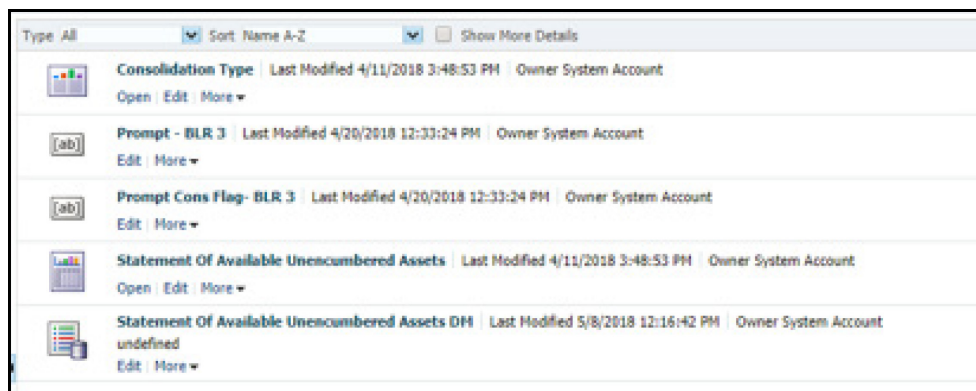 Type All Sort Name A-Z Show More Details
Consolidation Type | Last Modified 4/11/2018 3:48:53 PM | Owner System Account
Open | Edit | More
[ab] Prompt - BLR 3 | Last Modified 4/20/2018 12:33:24 PM | Owner System Account
Edit | More
[ab] Prompt Cons Flag- BLR 3 | Last Modified 4/20/2018 12:33:24 PM | Owner System Account
Edit | More
Statement Of Available Unencumbered Assets | Last Modified 4/11/2018 3:48:53 PM | Owner System Account
Open | Edit | More
Statement Of Available Unencumbered Assets DM | Last Modified 5/8/2018 12:16:42 PM | Owner System Account
undefined
Edit | More